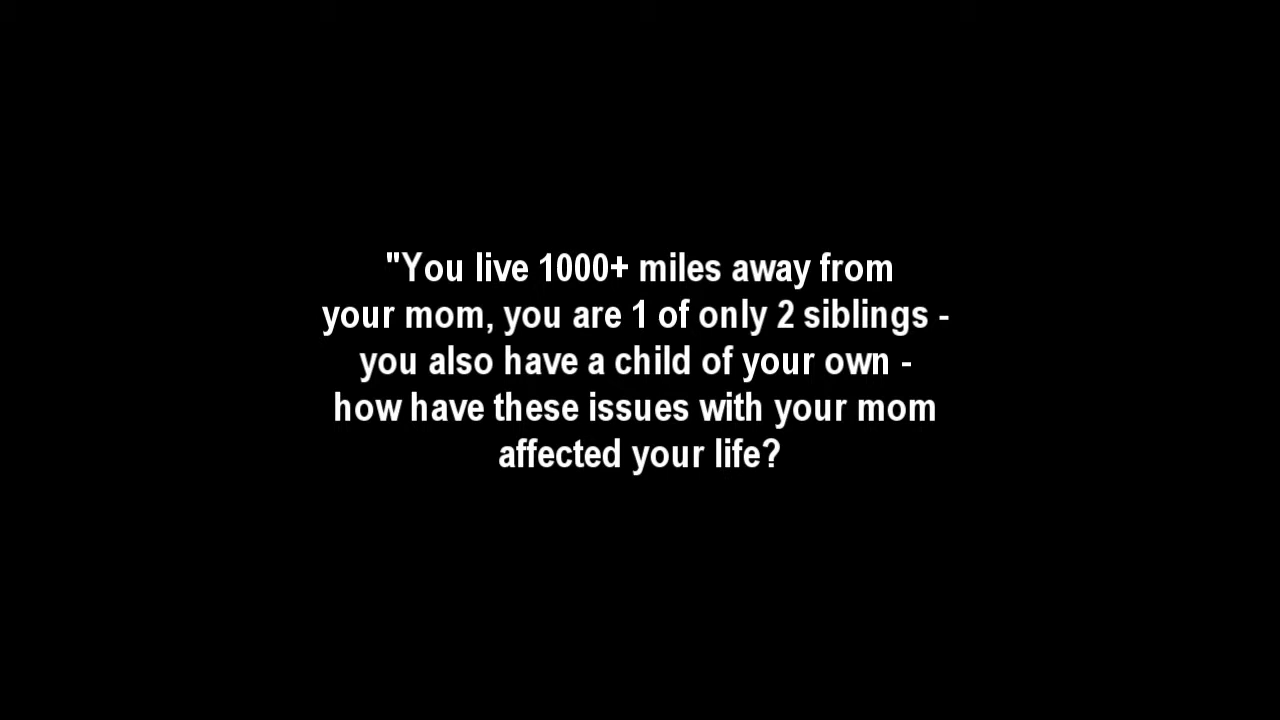 "You live 1000+ miles away from
your mom, you are 1 of only 2 siblings -
you also have a child of your own -
how have these issues with your mom
affected your life?